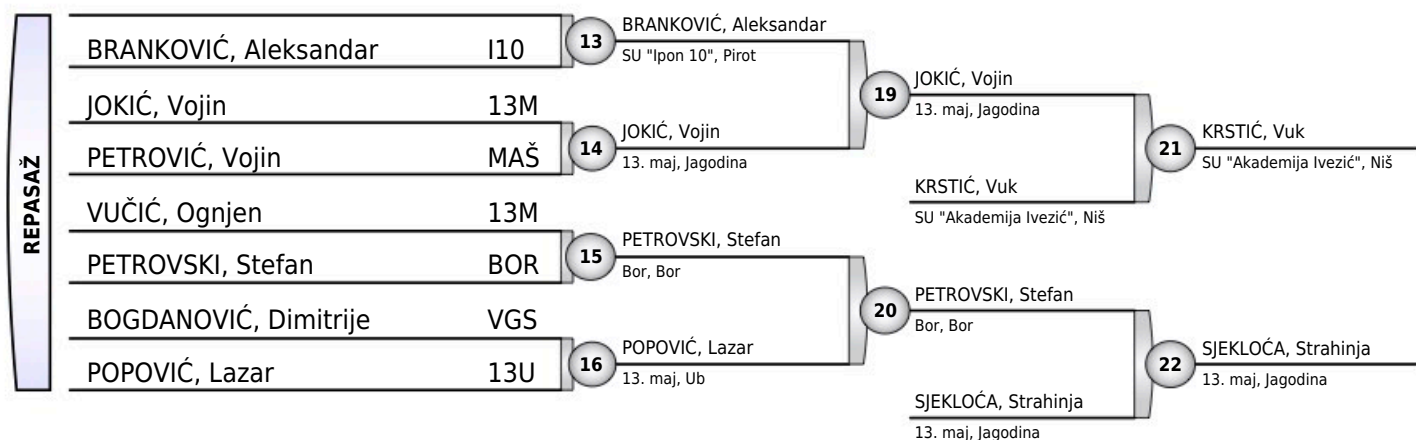 REPASAŽ
BRANKOVIĆ, Aleksandar I10
JOKIĆ, Vojin 13M
PETROVIĆ, Vojin MAŠ
VUČIĆ, Ognjen 13M
PETROVSKI, Stefan BOR
BOGDANOVIĆ, Dimitrije VGS
POPOVIĆ, Lazar 13U
13
BRANKOVIĆ, Aleksandar
SU "Ipon 10", Pirot
14
JOKIĆ, Vojin
13. maj, Jagodina
15
PETROVSKI, Stefan
Bor, Bor
16
POPOVIĆ, Lazar
13. maj, Ub
19
JOKIĆ, Vojin
13. maj, Jagodina
KRSTIĆ, Vuk
SU "Akademija Ivezić", Niš
20
PETROVSKI, Stefan
Bor, Bor
SJEKLOĆA, Strahinja
13. maj, Jagodina
21
KRSTIĆ, Vuk
SU "Akademija Ivezić", Niš
22
SJEKLOĆA, Strahinja
13. maj, Jagodina